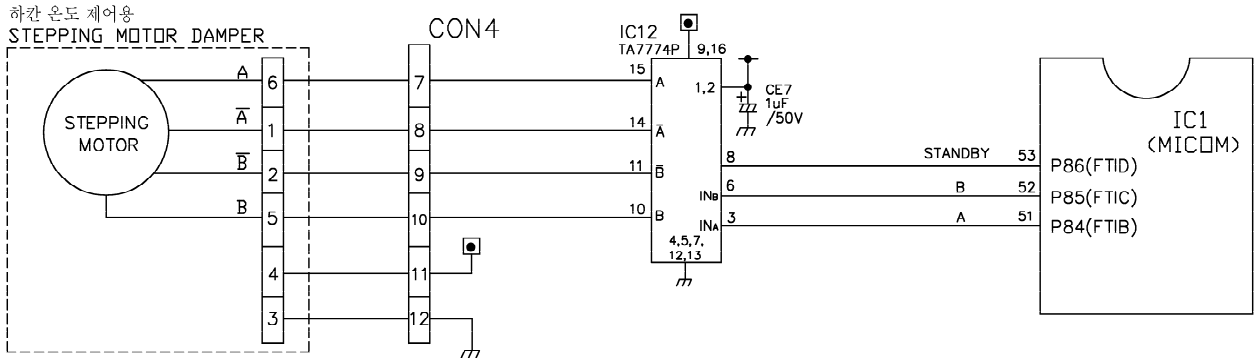 하칸 온도 제어용
STEPPING MOTOR DAMPER
STEPPING
MOTOR
A
A̅
B̅
B
6
1
2
5
4
3
CON4
7
8
9
10
11
12
IC12
TA7774P
9,16
15
14
11
10
A
A̅
B̅
B
1,2
INB
INA
4,5,7,
12,13
+
CE7
1uF
/50V
8
6
3
STANDBY
B
A
53
52
51
IC1
(MICOM)
P86(FTID)
P85(FTIC)
P84(FTIB)